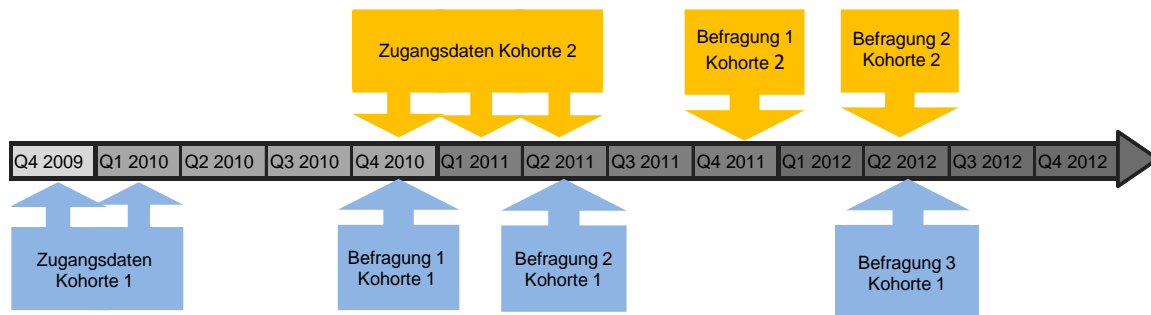 Zugangsdaten Kohorte 2
Befragung 1
Kohorte 2
Befragung 2
Kohorte 2
Q4 2009 Q1 2010 Q2 2010 Q3 2010 Q4 2010 Q1 2011 Q2 2011 Q3 2011 Q4 2011 Q1 2012 Q2 2012 Q3 2012 Q4 2012
Zugangsdaten
Kohorte 1
Befragung 1
Kohorte 1
Befragung 2
Kohorte 1
Befragung 3
Kohorte 1